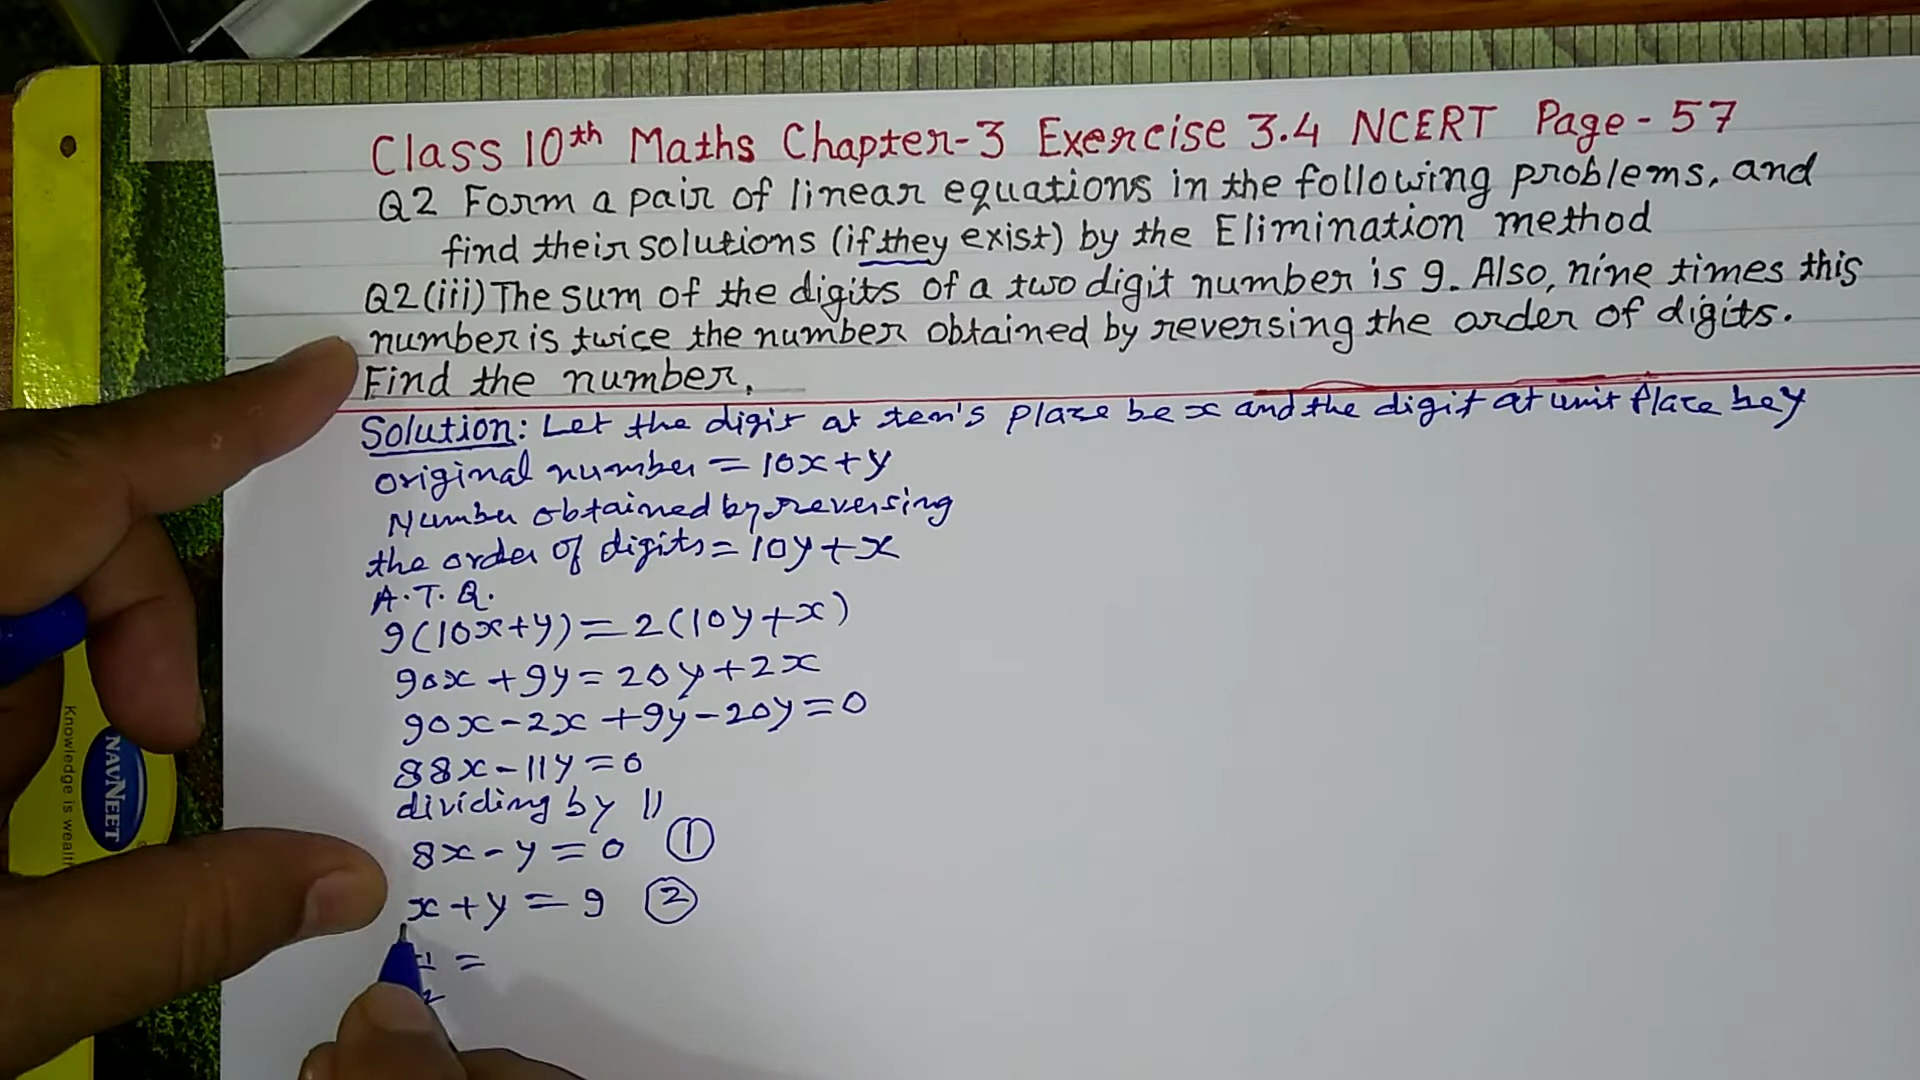 Class 10th Maths Chapter-3 Exercise 3.4 NCERT Page-57
Q2 Form a pair of linear equations in the following problems, and
find their solutions (if they exist) by the Elimination method
Q2(iii) The sum of the digits of a two digit number is 9. Also, nine times this
number is twice the number obtained by reversing the order of digits.
Find the number.
Solution: Let the digit at ten's place be x and the digit at unit place be y
original number = 10x+y
Number obtained by reversing
the order of digits = 10y+x
A.T.Q.
9(10x+y) = 2(10y+x)
90x+9y=20y+2x
90x-2x+9y-20y=0
88x-11y=0
dividing by 11
8x-y=0 ①
x+y=9 ②
=
2
NAVNEET
Knowledge is wealth